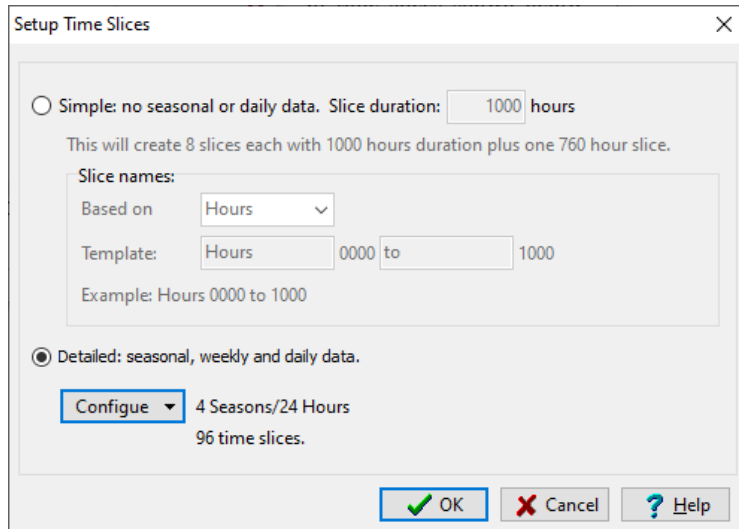 Setup Time Slices
Simple: no seasonal or daily data. Slice duration: 1000 hours
This will create 8 slices each with 1000 hours duration plus one 760 hour slice.
Slice names:
Based on Hours
Template: Hours 0000 to 1000
Example: Hours 0000 to 1000
Detailed: seasonal, weekly and daily data.
Configue 4 Seasons/24 Hours
96 time slices.
OK Cancel Help